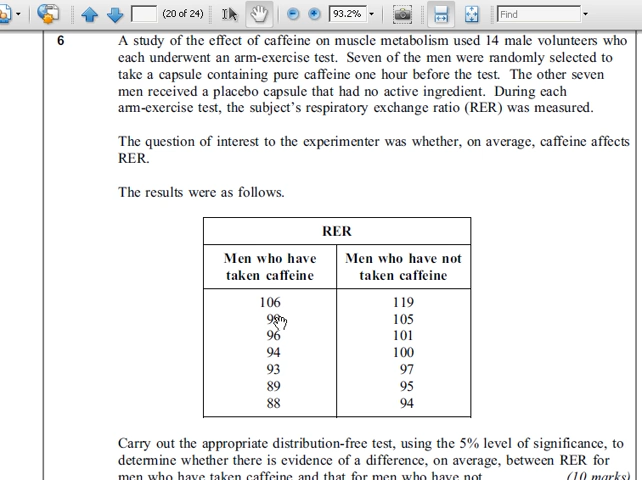 (20 of 24)
93.2%
Find
6 A study of the effect of caffeine on muscle metabolism used 14 male volunteers who
each underwent an arm-exercise test. Seven of the men were randomly selected to
take a capsule containing pure caffeine one hour before the test. The other seven
men received a placebo capsule that had no active ingredient. During each
arm-exercise test, the subject's respiratory exchange ratio (RER) was measured.
The question of interest to the experimenter was whether, on average, caffeine affects
RER.
The results were as follows.
RER
Men who have taken caffeine
Men who have not taken caffeine
106 119
105
96 101
94 100
93 97
89 95
88 94
Carry out the appropriate distribution-free test, using the 5% level of significance, to
determine whether there is evidence of a difference, on average, between RER for
men who have taken caffeine and that for men who have not (10 marks)